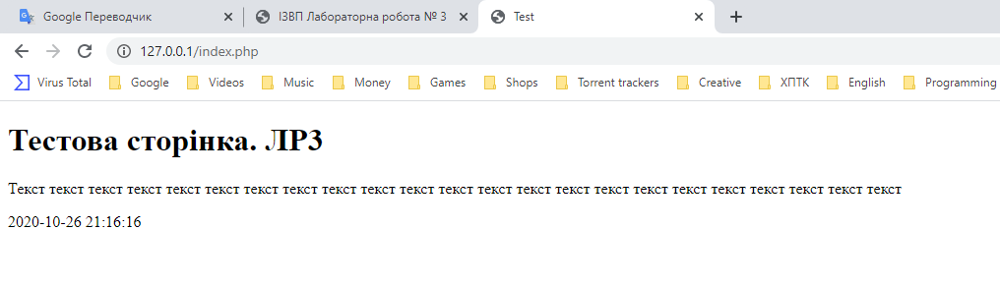 Google Переводчик
ІЗВП Лабораторна робота № 3
Test
127.0.0.1/index.php
Virus Total Google Videos Music Money Games Shops Torrent trackers Creative ХПТК English Programming
Тестова сторінка. ЛР3
Текст текст текст текст текст текст текст текст текст текст текст текст текст текст текст текст текст текст текст текст текст текст текст
2020-10-26 21:16:16